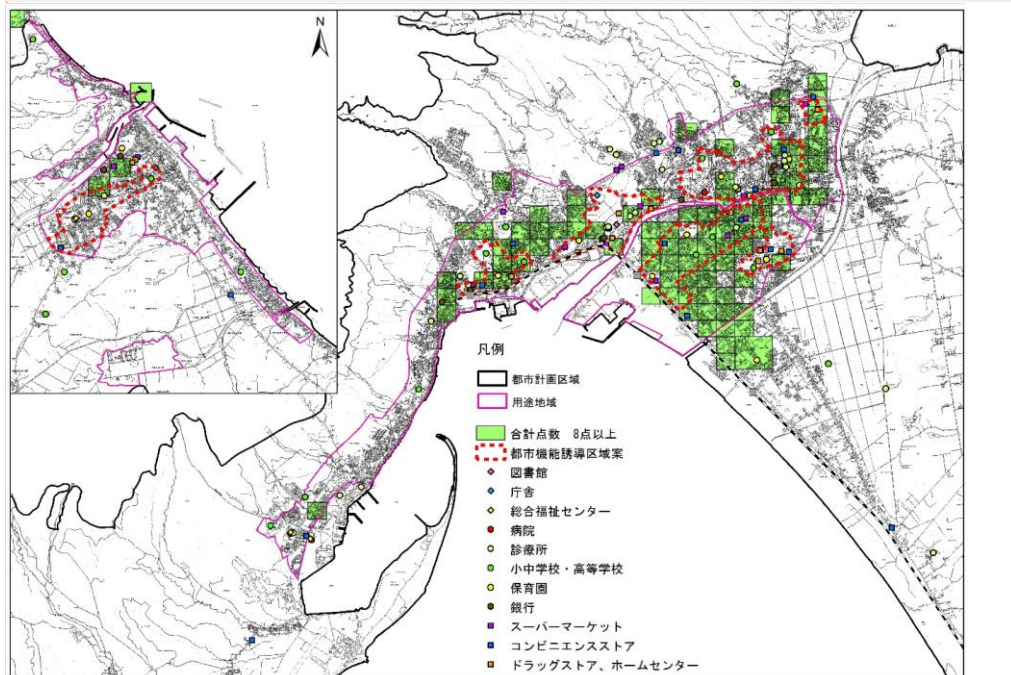 N
凡例
都市計画区域
用途地域
合計点数 8点以上
都市機能誘導区域案
図書館
庁舎
総合福祉センター
病院
診療所
小中学校・高等学校
保育園
銀行
スーパーマーケット
コンビニエンスストア
ドラッグストア、ホームセンター